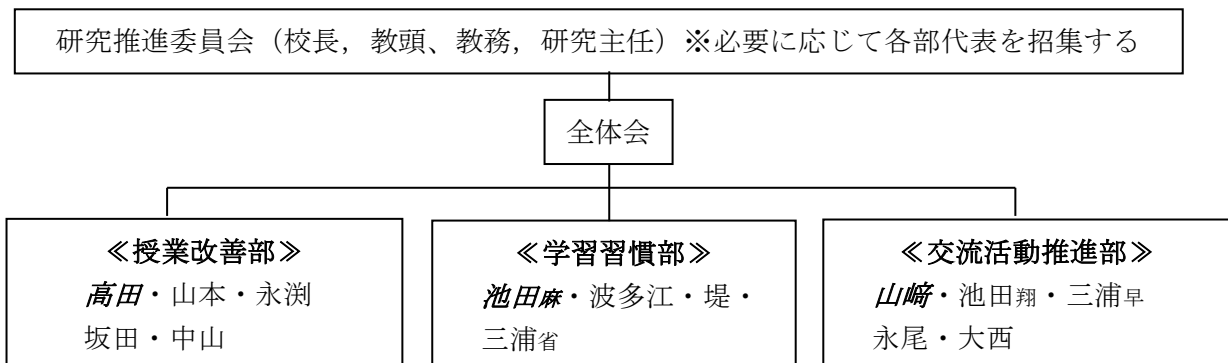 研究推進委員会（校長，教頭、教務，研究主任）※必要に応じて各部代表を招集する
全体会
≪授業改善部≫
髙田・山本・永渕
坂田・中山
≪学習習慣部≫
池田麻・波多江・堤・
三浦省
≪交流活動推進部≫
山﨑・池田翔・三浦早
永尾・大西